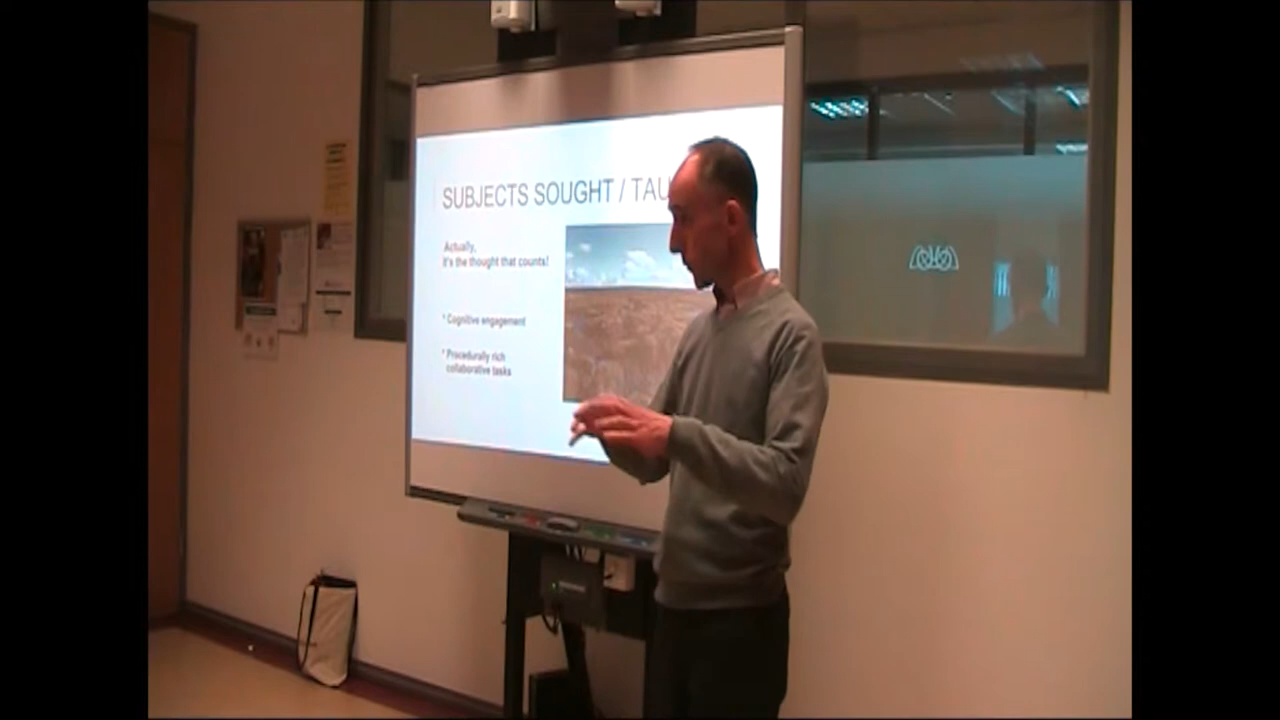 SUBJECTS SOUGHT / TAU
Actually,
it's the thought that counts!
* Cognitive engagement
* Procedurally rich
collaborative tasks